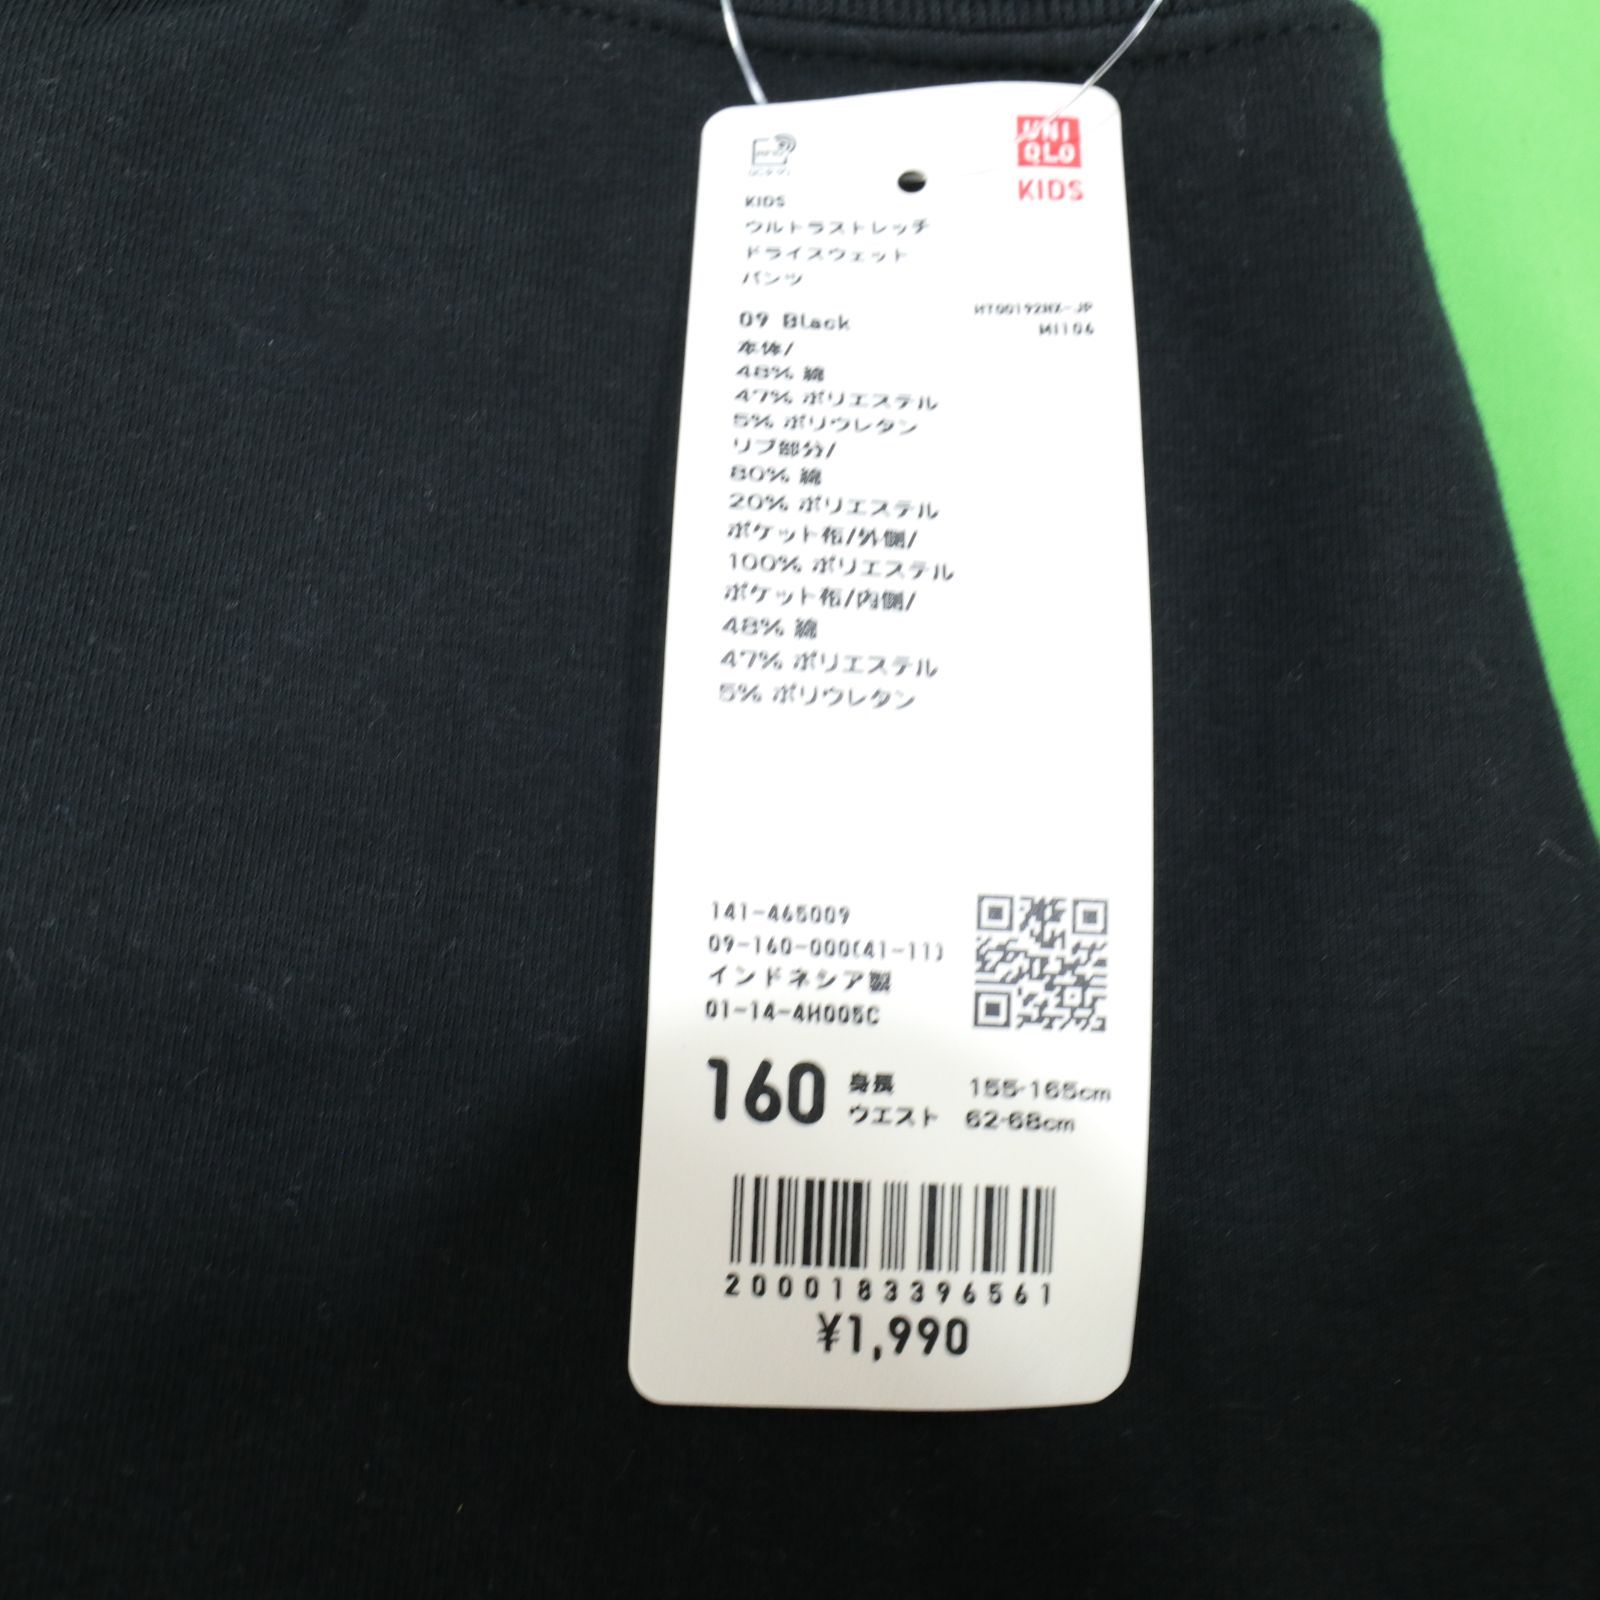 UNI
QLO
KIDS
KIDS
ウルトラストレッチ
ドライスウェット
パンツ
09 Black
MI106
本体/
48% 綿
47% ポリエステル
5% ポリウレタン
リブ部分/
80% 綿
20% ポリエステル
ポケット布/外側/
100% ポリエステル
ポケット布/内側/
48% 綿
47% ポリエステル
5% ポリウレタン
141-465009
09-160-000(41-11)
インドネシア製
01-14-4H005C
160 身長 155-165cm
ウエスト 62-68cm
2000183396561
¥1,990